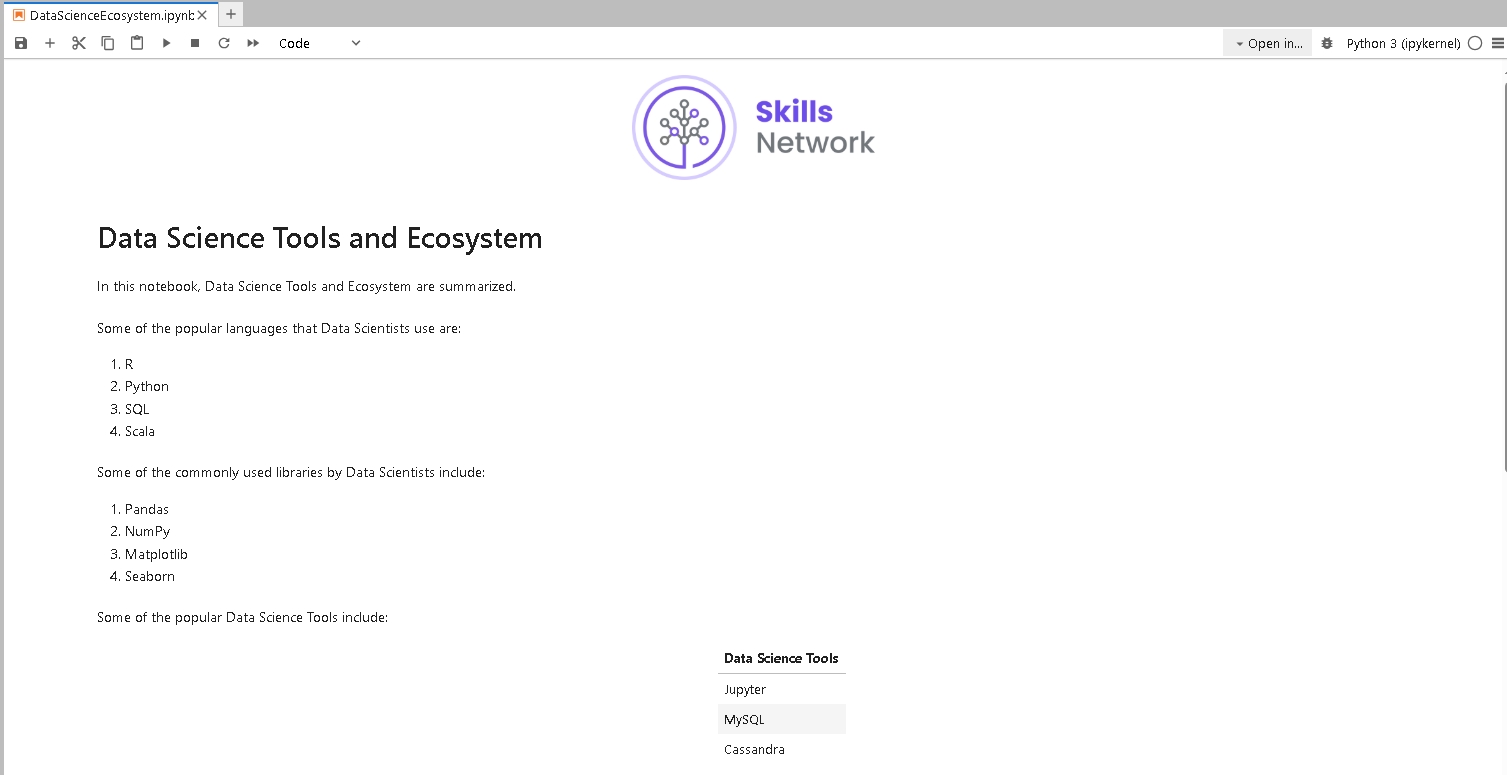 DataScienceEcosystem.ipynb
Code
Open in...
Python 3 (ipykernel)
Skills
Network
Data Science Tools and Ecosystem
In this notebook, Data Science Tools and Ecosystem are summarized.
Some of the popular languages that Data Scientists use are:
1. R
2. Python
3. SQL
4. Scala
Some of the commonly used libraries by Data Scientists include:
1. Pandas
2. NumPy
3. Matplotlib
4. Seaborn
Some of the popular Data Science Tools include:
Data Science Tools
Jupyter
MySQL
Cassandra